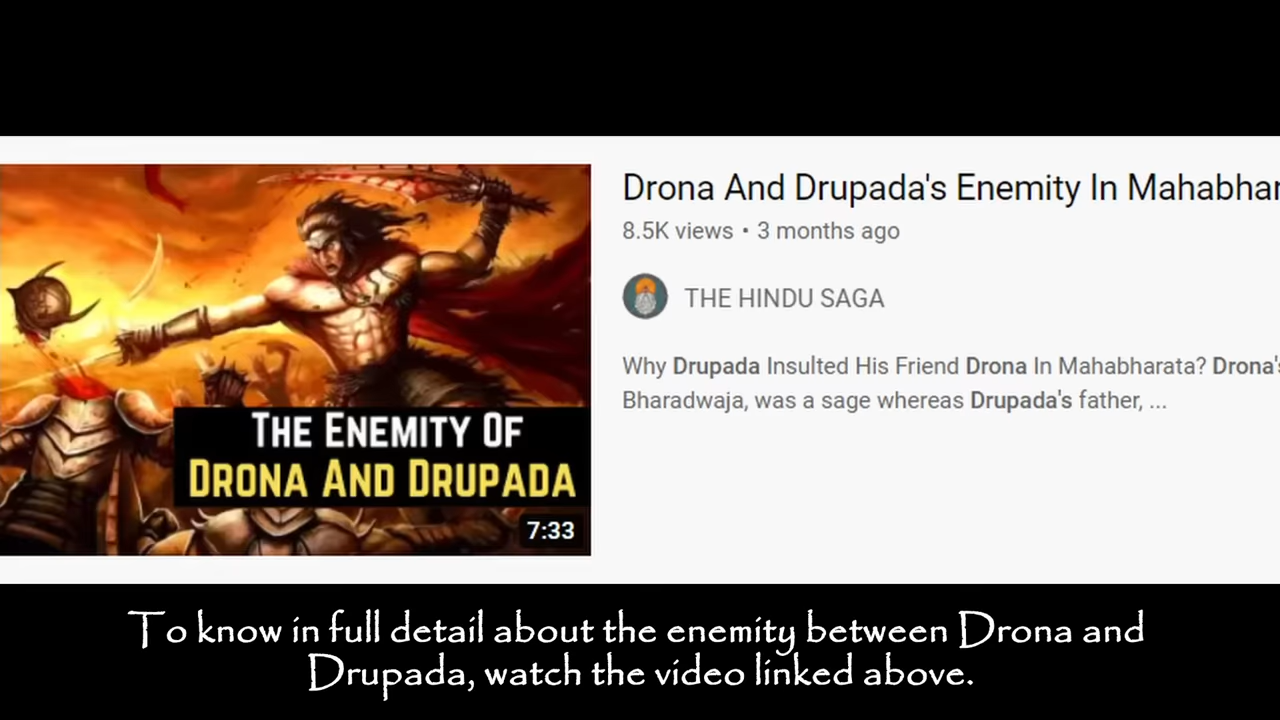 Drona And Drupada's Enemity In Mahabhar
8.5K views • 3 months ago
THE HINDU SAGA
Why Drupada Insulted His Friend Drona In Mahabharata? Drona's
Bharadwaja, was a sage whereas Drupada's father, ...
THE ENEMITY OF
DRONA AND DRUPADA
7:33
To know in full detail about the enemity between Drona and
Drupada, watch the video linked above.